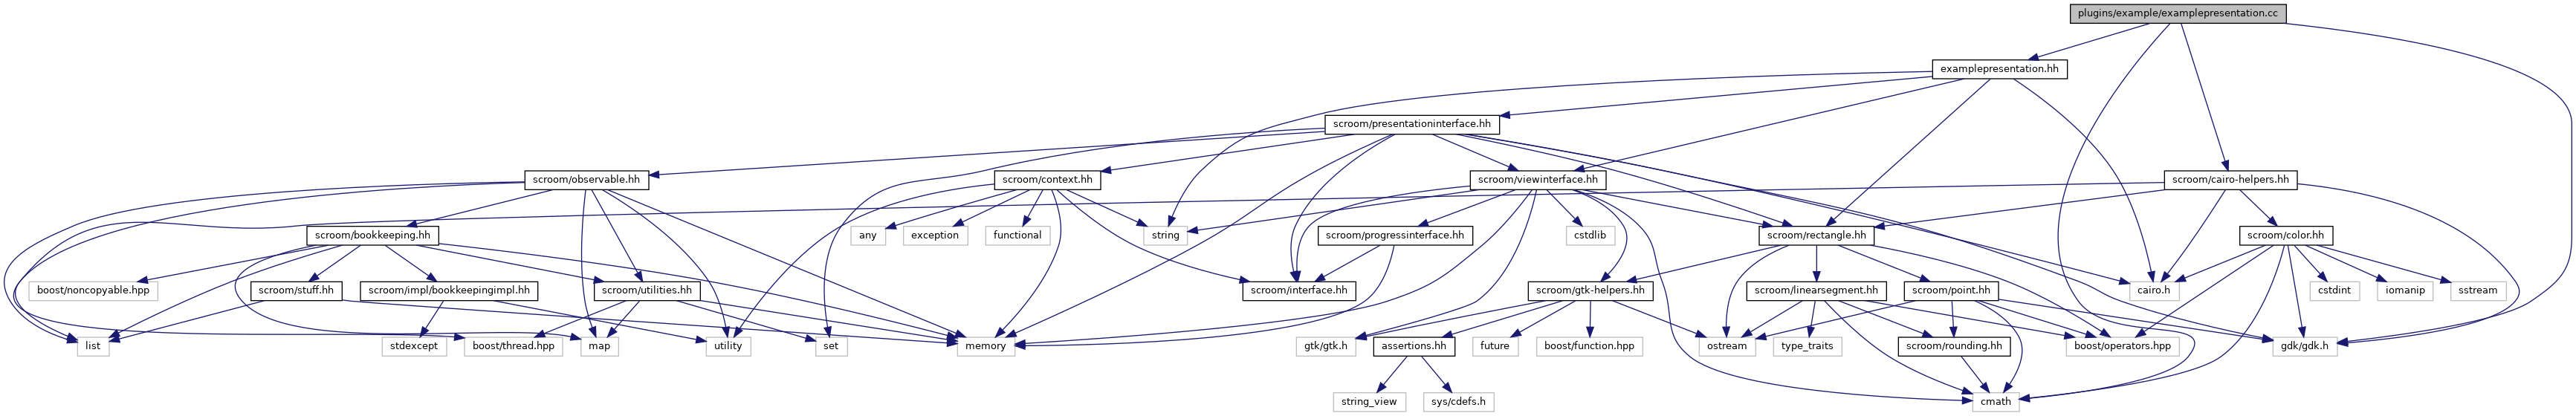 plugins/example/examplepresentation.cc
examplepresentation.hh
scroom/presentationinterface.hh
scroom/observable.hh
scroom/context.hh
scroom/viewinterface.hh
scroom/cairo-helpers.hh
scroom/bookkeeping.hh
any
exception
functional
string
scroom/progressinterface.hh
cstdlib
scroom/rectangle.hh
scroom/color.hh
boost/noncopyable.hpp
scroom/stuff.hh
scroom/impl/bookkeepingimpl.hh
scroom/utilities.hh
scroom/interface.hh
scroom/gtk-helpers.hh
scroom/linearsegment.hh
scroom/point.hh
cairo.h
cstdint
iomanip
sstream
list
stdexcept
boost/thread.hpp
map
utility
set
memory
gtk/gtk.h
assertions.hh
future
boost/function.hpp
ostream
type_traits
scroom/rounding.hh
boost/operators.hpp
gdk/gdk.h
string_view
sys/cdefs.h
cmath